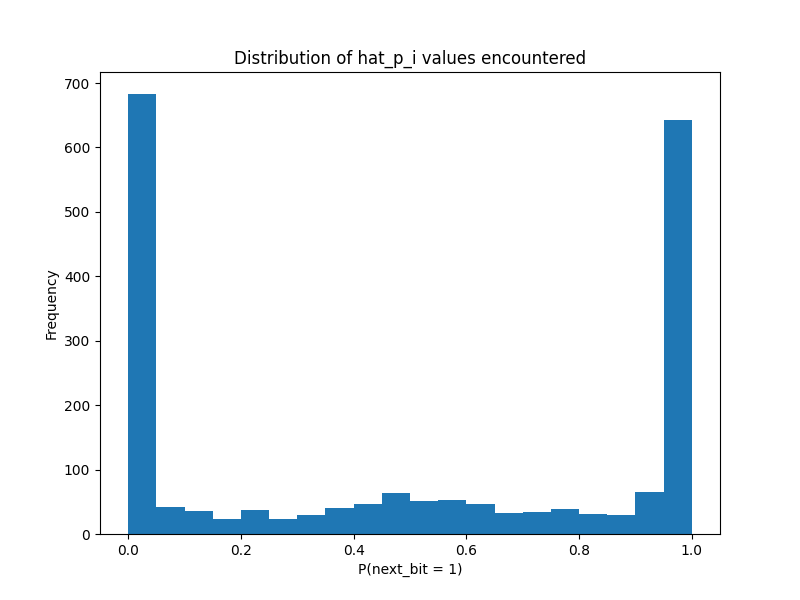 Distribution of hat_p_i values encountered
700
600
500
400
300
200
100
0
Frequency
0.0 0.2 0.4 0.6 0.8 1.0
P(next_bit = 1)